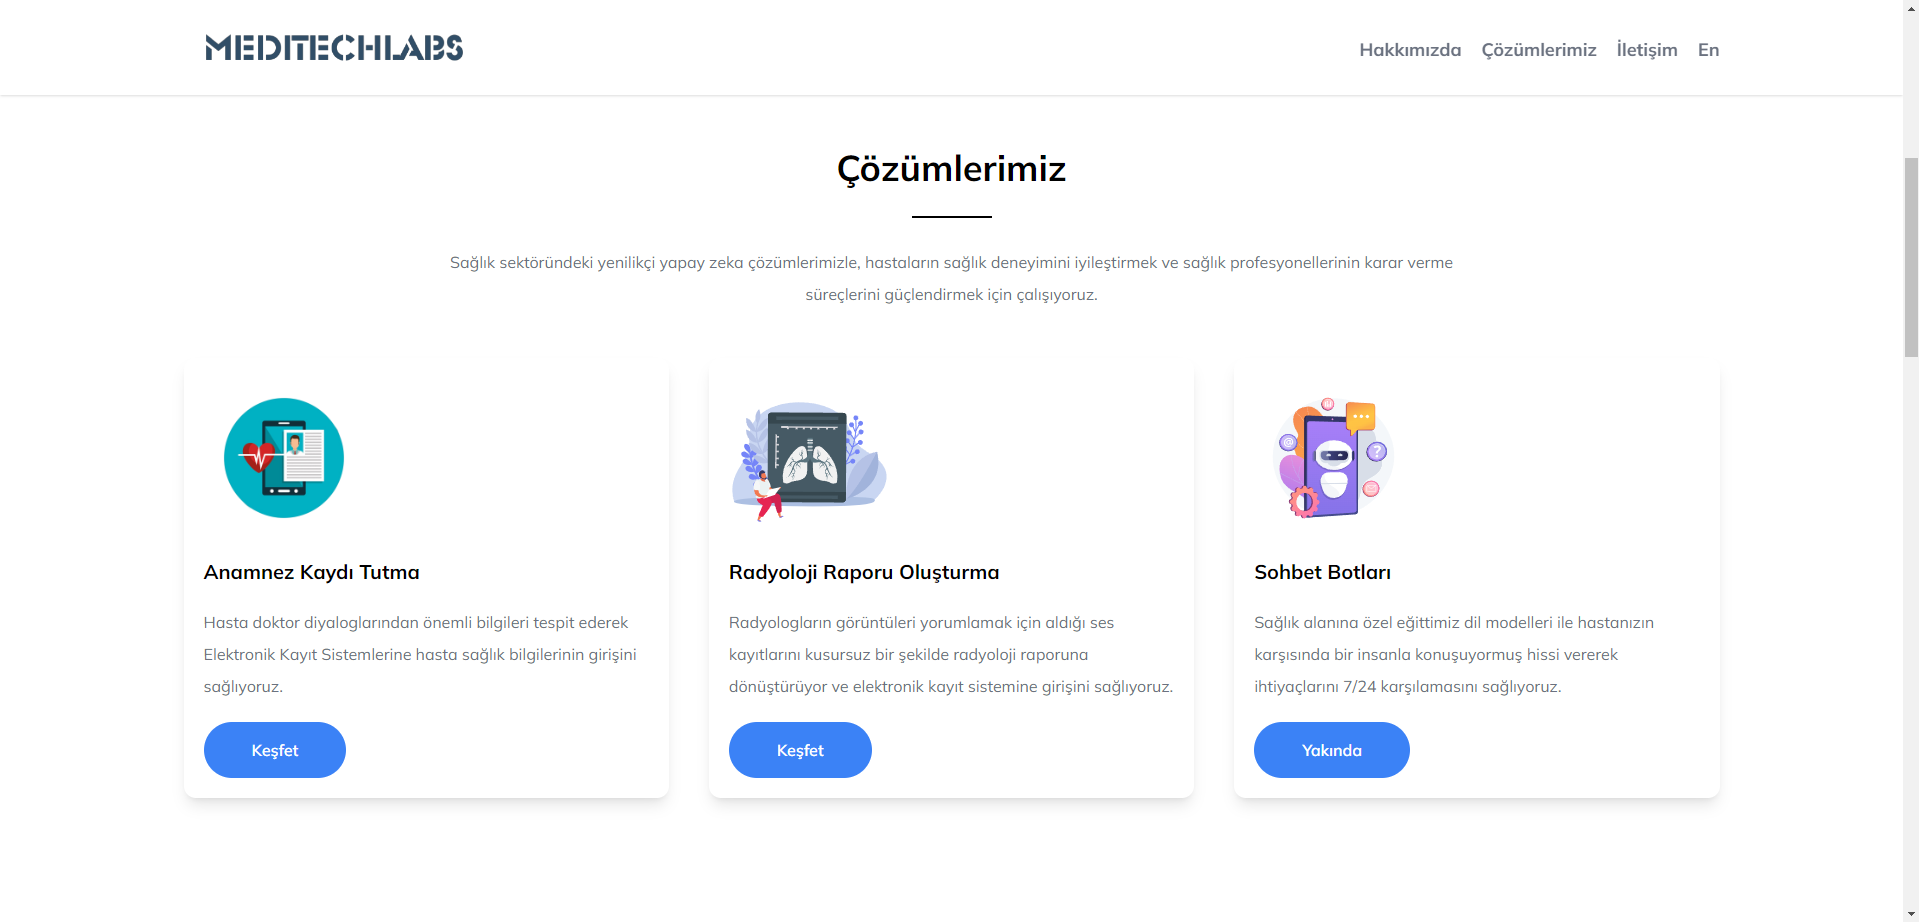 MEDITECHLABS
Hakkımızda Çözümlerimiz İletişim En
Çözümlerimiz
Sağlık sektöründeki yenilikçi yapay zeka çözümlerimizle, hastaların sağlık deneyimini iyileştirmek ve sağlık profesyonellerinin karar verme
süreçlerini güçlendirmek için çalışıyoruz.
Anamnez Kaydı Tutma
Hasta doktor diyaloglarından önemli bilgileri tespit ederek
Elektronik Kayıt Sistemlerine hasta sağlık bilgilerinin girişini
sağlıyoruz.
Keşfet
Radyoloji Raporu Oluşturma
Radyologların görüntüleri yorumlamak için aldığı ses
kayıtlarını kusursuz bir şekilde radyoloji raporuna
dönüştürüyor ve elektronik kayıt sistemine girişini sağlıyoruz.
Keşfet
Sohbet Botları
Sağlık alanına özel eğittimiz dil modelleri ile hastanızın
karşısında bir insanla konuşuyormuş hissi vererek
ihtiyaçlarını 7/24 karşılamasını sağlıyoruz.
Yakında